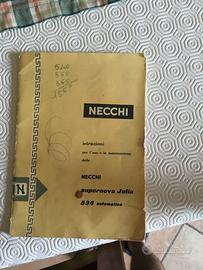 NECCHI
istruzioni
per l'uso e la manutenzione
della
NECCHI
supernova Julia
534 automatica
N